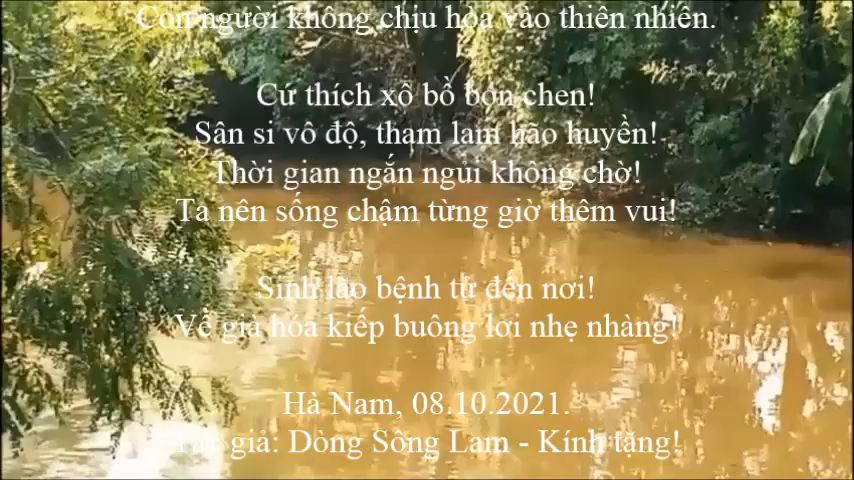 Con người không chịu hòa vào thiên nhiên.
Cứ thích xô bồ bon chen!
Sân si vô độ, tham lam hão huyền!
Thời gian ngắn ngủi không chờ!
Ta nên sống chậm từng giờ thêm vui!
Sinh lão bệnh tử đến nơi!
Về già hóa kiếp buông lơi nhẹ nhàng!
Hà Nam, 08.10.2021.
Tác giả: Dòng Sông Lam - Kính tặng!